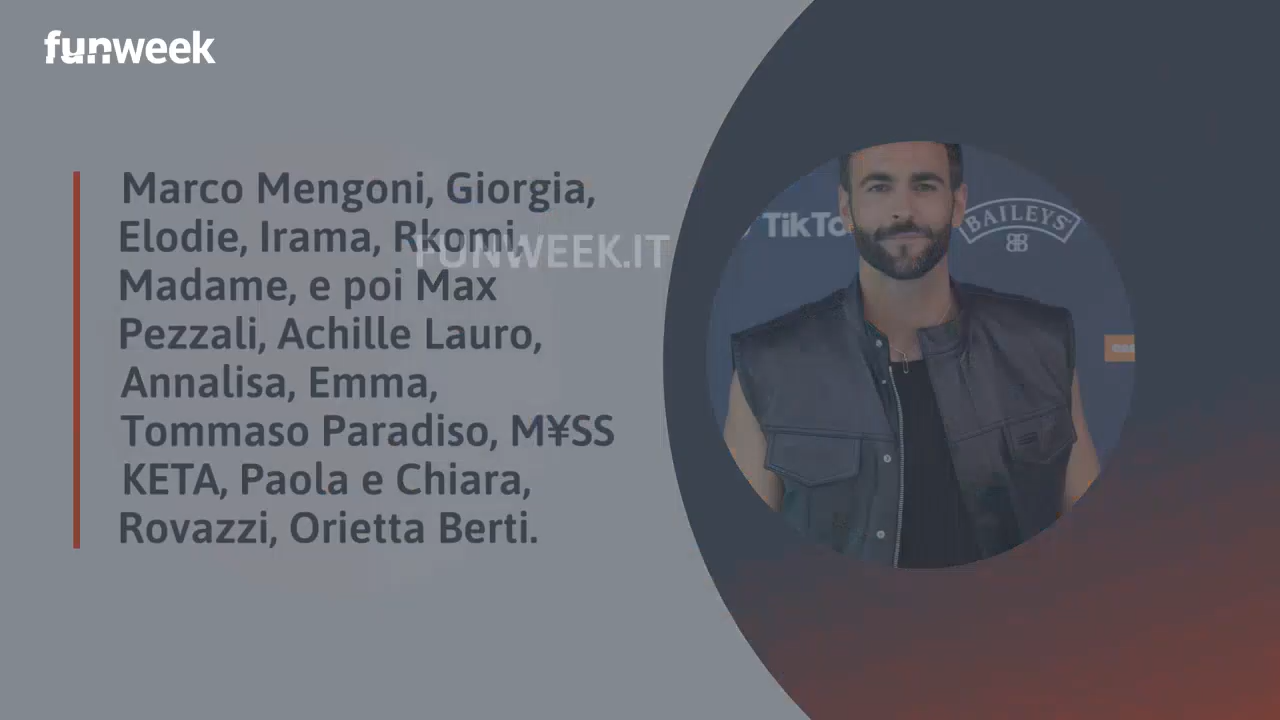 funweek
Marco Mengoni, Giorgia,
Elodie, Irama, Rkomi,
FUNWEEK.IT
Madame, e poi Max
Pezzali, Achille Lauro,
Annalisa, Emma,
Tommaso Paradiso, M¥SS
KETA, Paola e Chiara,
Rovazzi, Orietta Berti.
BAILEYS